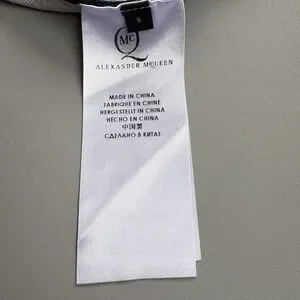 S
McQ
ALEXANDER McQUEEN
MADE IN CHINA
FABRIQUE EN CHINE
HERGESTELLT IN CHINA
HECHO EN CHINA
中国製
СДЕЛАНО В КИТАЕ